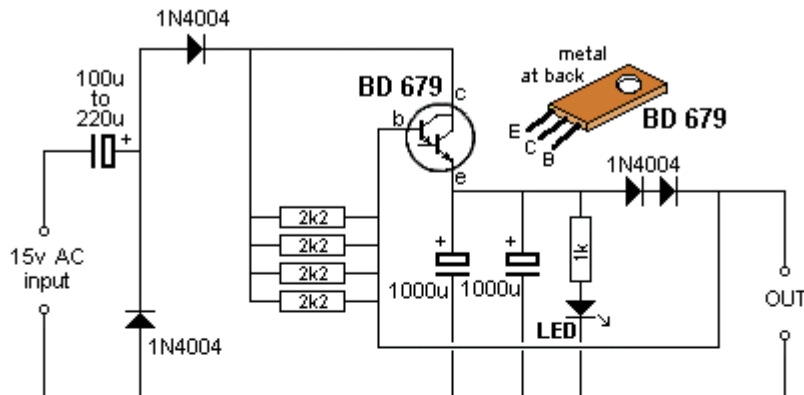 1N4004
100u
to
220u
+
15v AC
input
1N4004
2k2
2k2
2k2
2k2
BD 679
c
b
e
metal
at back
E
C
B
BD 679
1N4004
+
1000u
+
1000u
1k
LED
OUT